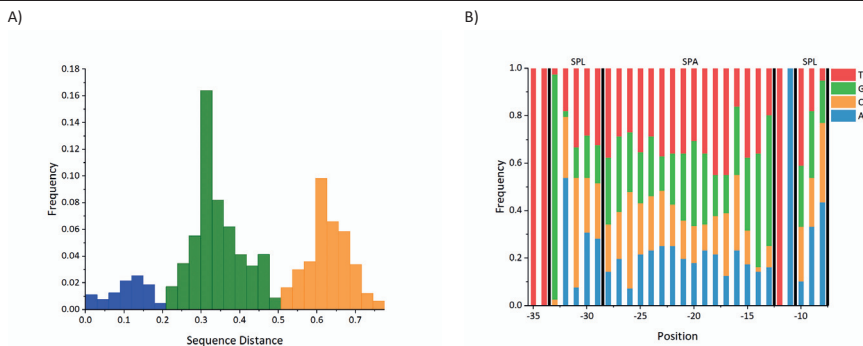 A)
B)
0.18
0.16
0.14
0.12
0.10
0.08
0.06
0.04
0.02
0.00
0.0 0.1 0.2 0.3 0.4 0.5 0.6 0.7
Frequency
Sequence Distance
SPL SPA SPL
1.0
0.8
0.6
0.4
0.2
0.0
-35 -30 -25 -20 -15 -10
Frequency
Position
T
G
C
A